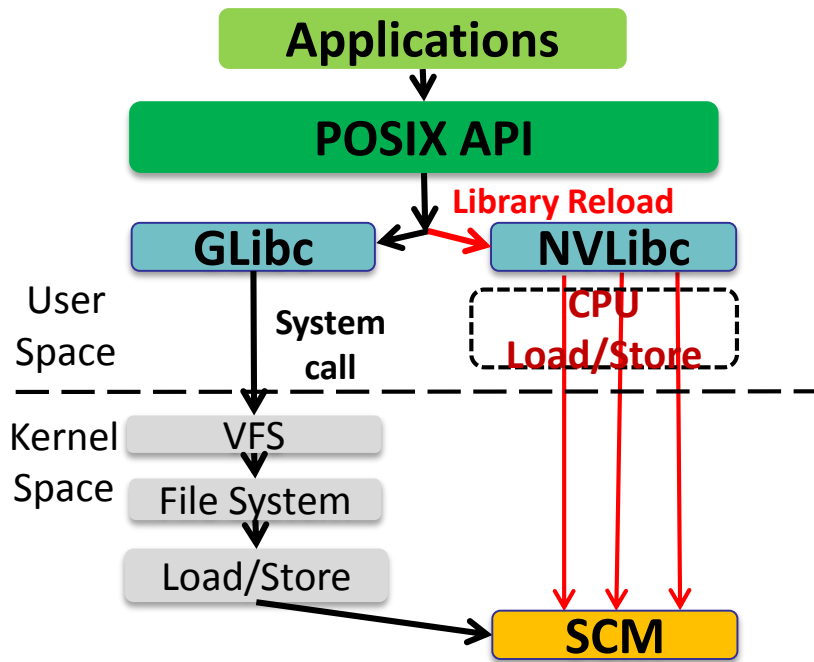 Applications
POSIX API
Library Reload
GLibc
NVLibc
User
Space
System
call
CPU
Load/Store
Kernel
Space
VFS
File System
Load/Store
SCM